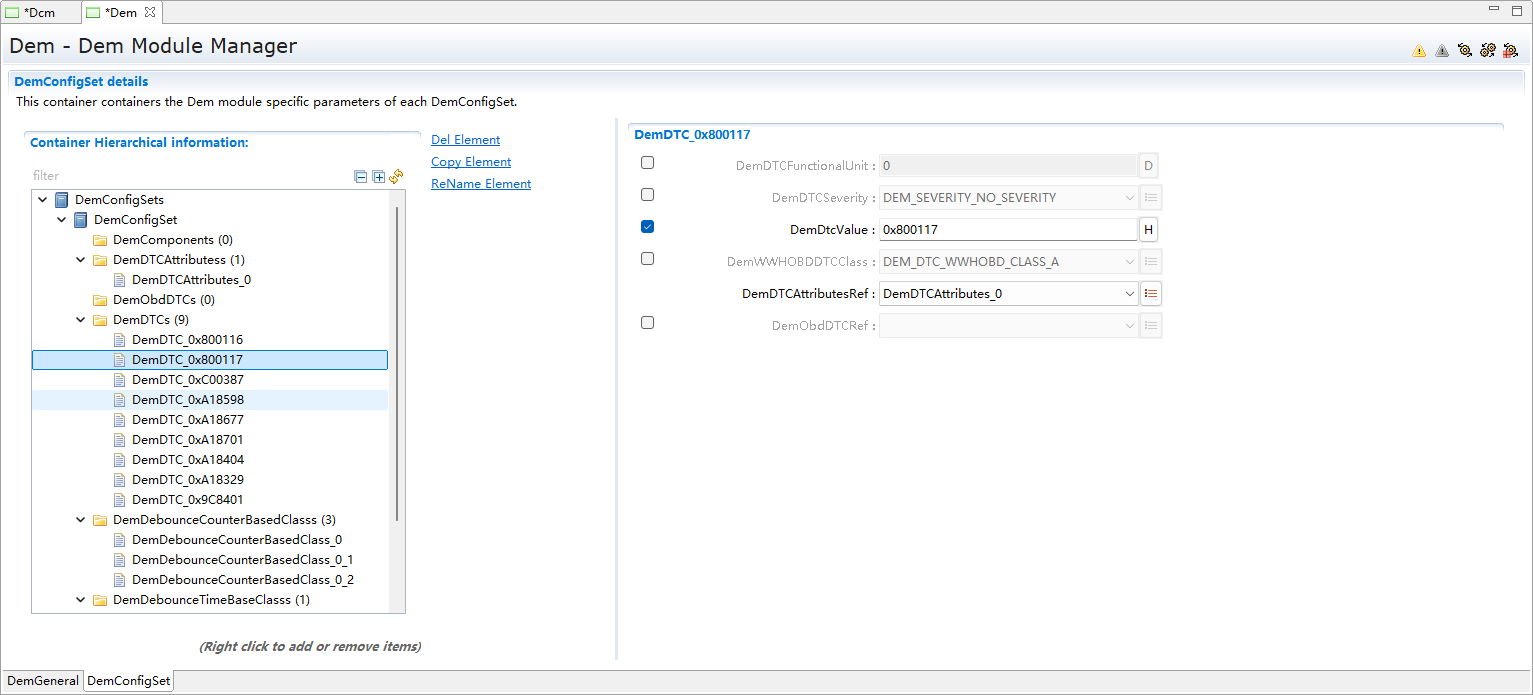 *Dcm
*Dem
Dem - Dem Module Manager
DemConfigSet details
This container containers the Dem module specific parameters of each DemConfigSet.
Container Hierarchical information:
filter
DemConfigSets
DemConfigSet
DemComponents (0)
DemDTCAttributess (1)
DemDTCAttributes_0
DemObdDTCs (0)
DemDTCs (9)
DemDTC_0x800116
DemDTC_0x800117
DemDTC_0xC00387
DemDTC_0xA18598
DemDTC_0xA18677
DemDTC_0xA18701
DemDTC_0xA18404
DemDTC_0xA18329
DemDTC_0x9C8401
DemDebounceCounterBasedClasss (3)
DemDebounceCounterBasedClass_0
DemDebounceCounterBasedClass_0_1
DemDebounceCounterBasedClass_0_2
DemDebounceTimeBaseClasss (1)
(Right click to add or remove items)
Del Element
Copy Element
ReName Element
DemDTC_0x800117
DemDTCFunctionalUnit : 0 D
DemDTCSeverity : DEM_SEVERITY_NO_SEVERITY
DemDtcValue : 0x800117 H
DemWWHOBDDTCClass : DEM_DTC_WWHOBD_CLASS_A
DemDTCAttributesRef : DemDTCAttributes_0
DemObdDTCRef :
DemGeneral DemConfigSet